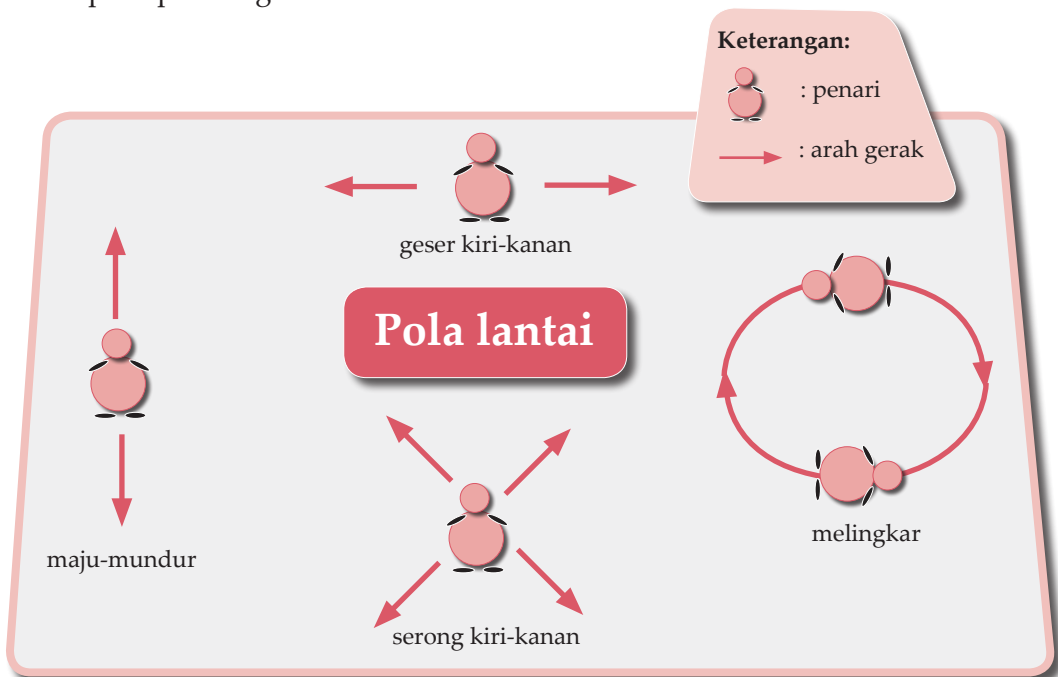 Keterangan:
: penari
: arah gerak
geser kiri-kanan
Pola lantai
maju-mundur
melingkar
serong kiri-kanan